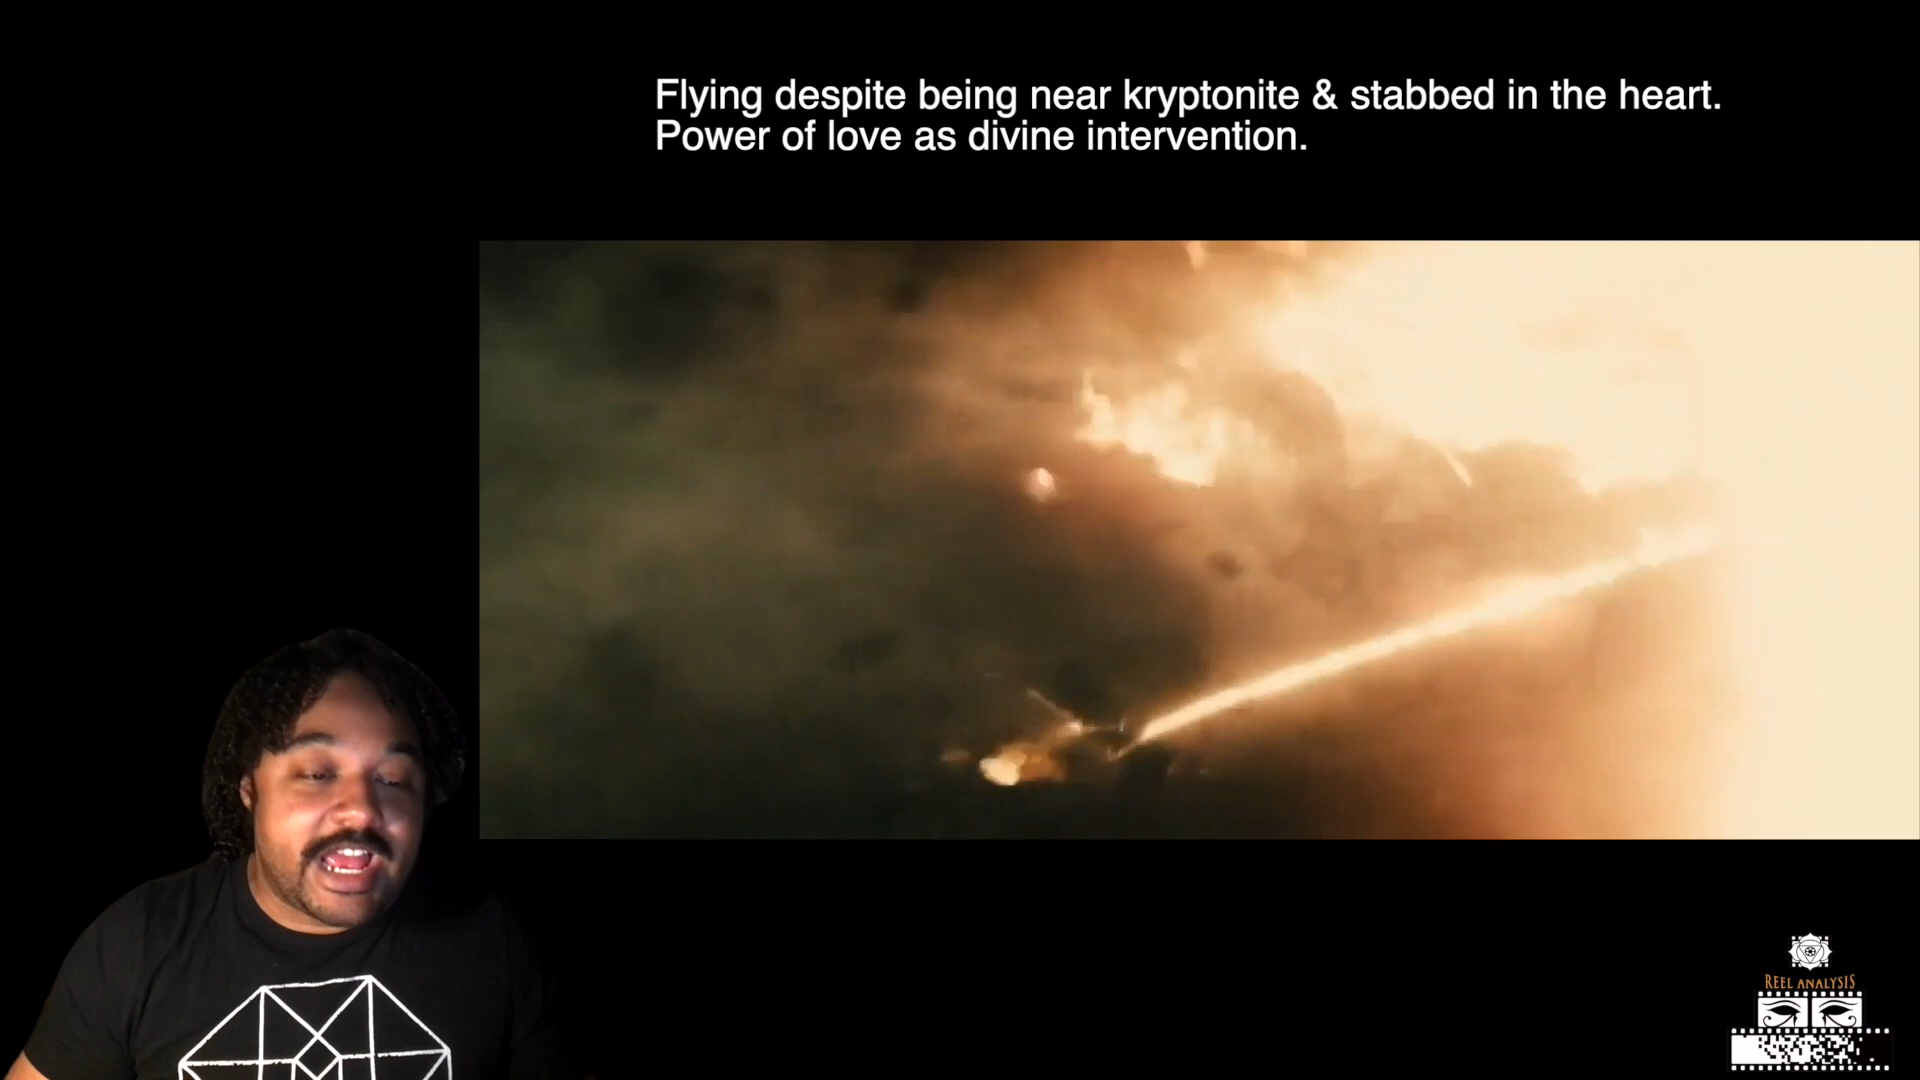 Flying despite being near kryptonite & stabbed in the heart.
Power of love as divine intervention.
REEL ANALYSIS